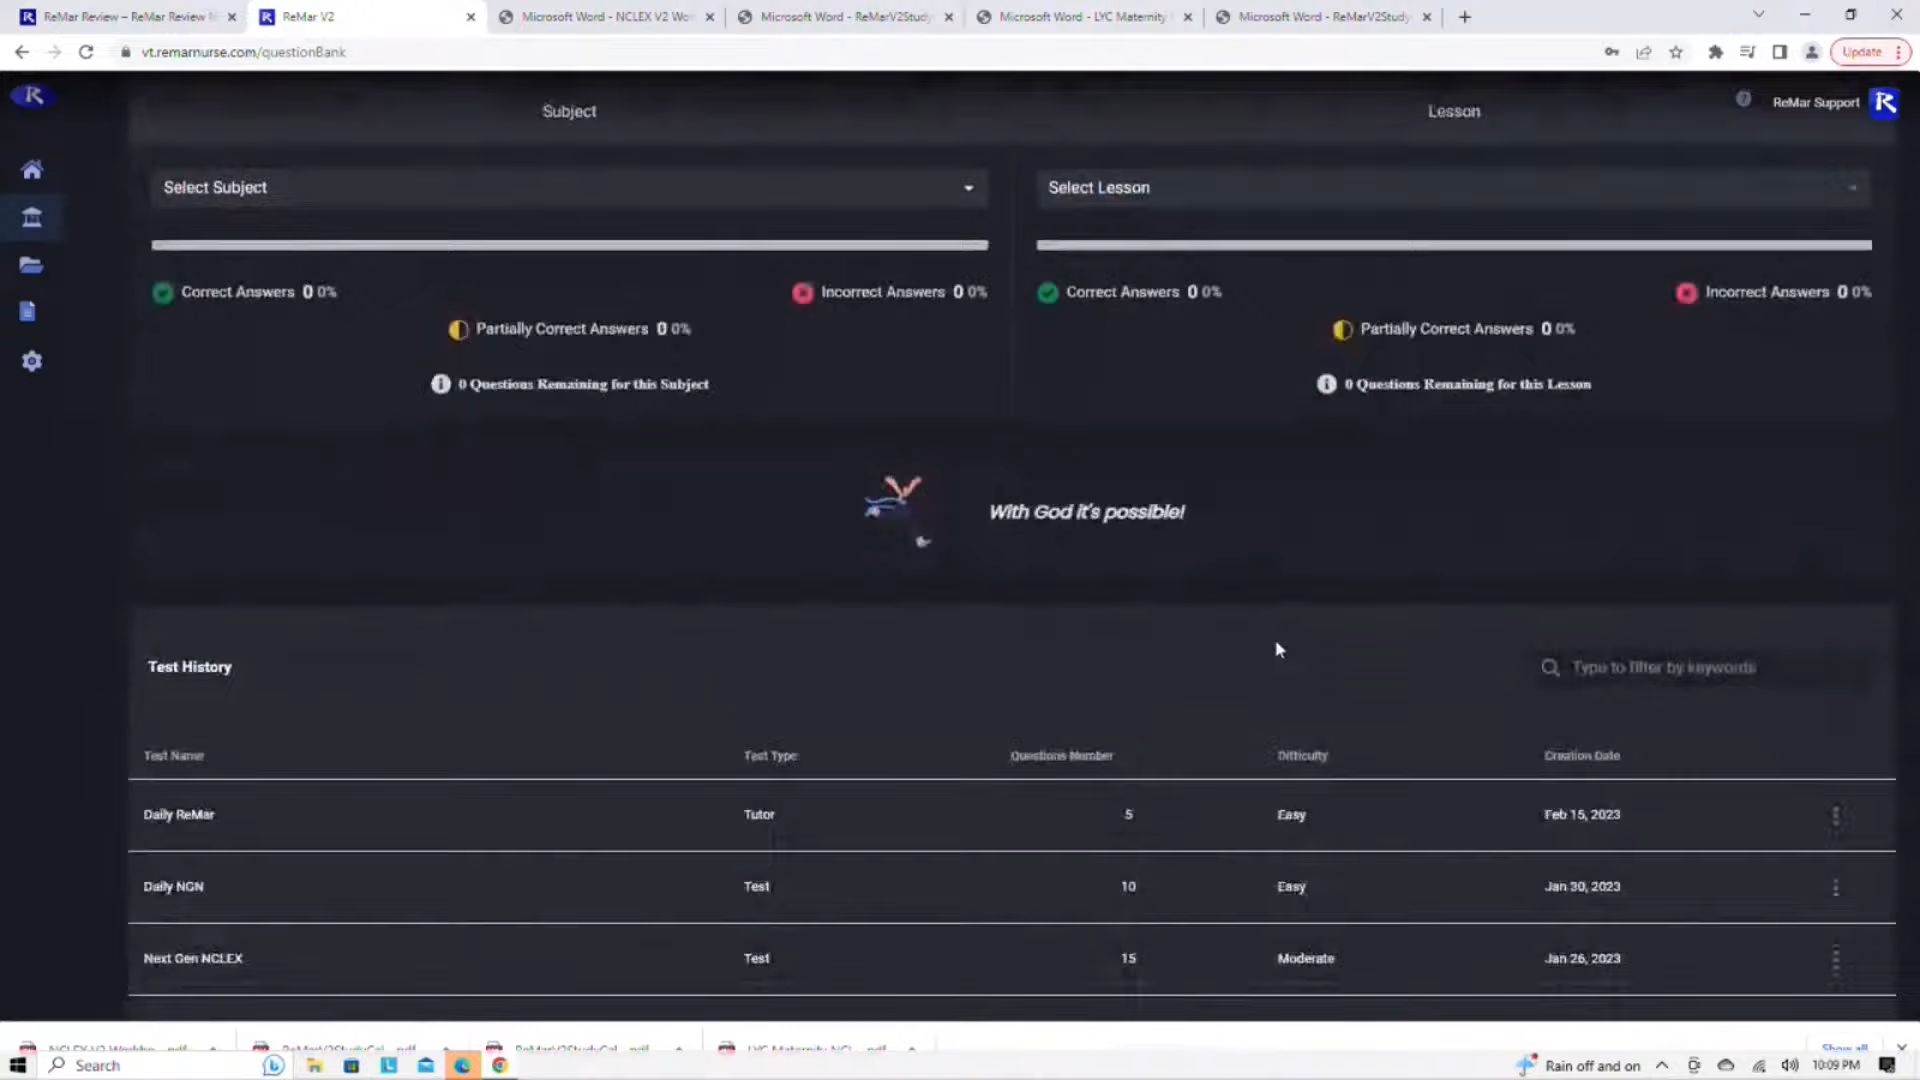 ReMar Review – ReMar Review N
ReMar V2
Microsoft Word - NCLEX V2 Wor
Microsoft Word - ReMarV2Study
Microsoft Word - LYC Maternity
Microsoft Word - ReMarV2Study
vt.remarnurse.com/questionBank
Update
R
ReMar Support
Subject
Lesson
Select Subject
Select Lesson
Correct Answers 0 0%
Incorrect Answers 0 0%
Correct Answers 0 0%
Incorrect Answers 0 0%
Partially Correct Answers 0 0%
Partially Correct Answers 0 0%
0 Questions Remaining for this Subject
0 Questions Remaining for this Lesson
With God it's possible!
Test History
Type to filter by keywords
Test Name Test Type Questions Number Difficulty Creation Date
Daily ReMar Tutor 5 Easy Feb 15, 2023
Daily NGN Test 10 Easy Jan 30, 2023
Next Gen NCLEX Test 15 Moderate Jan 26, 2023
Show all
Search
Rain off and on
10:09 PM